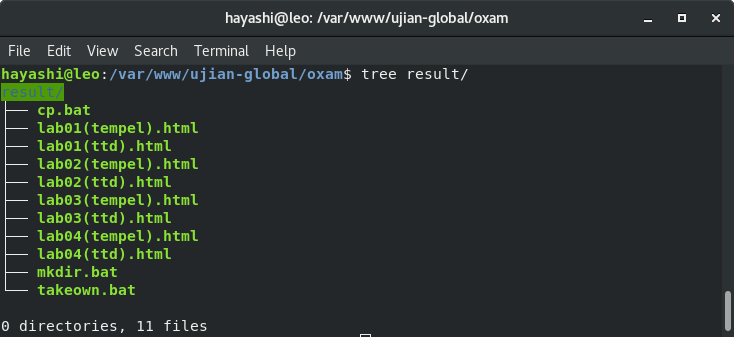 hayashi@leo: /var/www/ujian-global/oxam
File Edit View Search Terminal Help
hayashi@leo:/var/www/ujian-global/oxam$ tree result/
result/
├── cp.bat
├── lab01(tempel).html
├── lab01(ttd).html
├── lab02(tempel).html
├── lab02(ttd).html
├── lab03(tempel).html
├── lab03(ttd).html
├── lab04(tempel).html
├── lab04(ttd).html
├── mkdir.bat
└── takeown.bat
0 directories, 11 files